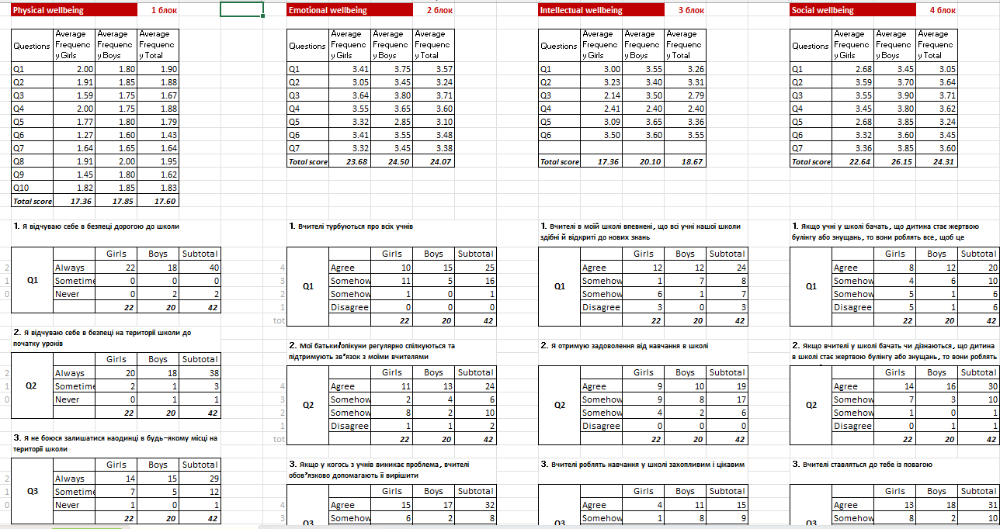 Physical wellbeing 1 блок Emotional wellbeing 2 блок Intellectual wellbeing 3 блок Social wellbeing 4 блок
Questions Average Frequency Girls Average Frequency Boys Average Frequency Total Questions Average Frequency Girls Average Frequency Boys Average Frequency Total Questions Average Frequency Girls Average Frequency Boys Average Frequency Total Questions Average Frequency Girls Average Frequency Boys Average Frequency Total
Q1 2.00 1.80 1.90 Q1 3.41 3.75 3.57 Q1 3.00 3.55 3.26 Q1 2.68 3.45 3.05
Q2 1.91 1.85 1.88 Q2 3.05 3.45 3.24 Q2 3.23 3.40 3.31 Q2 3.59 3.70 3.64
Q3 1.59 1.75 1.67 Q3 3.64 3.80 3.71 Q3 2.14 3.50 2.79 Q3 3.55 3.90 3.71
Q4 2.00 1.75 1.88 Q4 3.55 3.65 3.60 Q4 2.41 2.40 2.40 Q4 3.45 3.80 3.62
Q5 1.77 1.80 1.79 Q5 3.32 2.85 3.10 Q5 3.09 3.65 3.36 Q5 2.68 3.85 3.24
Q6 1.27 1.60 1.43 Q6 3.41 3.55 3.48 Q6 3.50 3.60 3.55 Q6 3.32 3.60 3.45
Q7 1.64 1.65 1.64 Q7 3.32 3.45 3.38 Q7 3.36 3.85 3.60
Q8 1.91 2.00 1.95 Total score 23.68 24.50 24.07 Total score 17.36 20.10 18.67 Total score 22.64 26.15 24.31
Q9 1.45 1.80 1.62
Q10 1.82 1.85 1.83
Total score 17.36 17.85 17.60
1. Я відчуваю себе в безпеці дорогою до школи 1. Вчителі турбуються про всіх учнів 1. Вчителі в моїй школі впевнені, що всі учні нашої школи 1. Якщо учні у школі бачать, що дитина стає жертвою
здібні й відкриті до нових знань булінгу або знущань, то вони роблять все, щоб це
Girls Boys Subtotal Girls Boys Subtotal Girls Boys Subtotal Girls Boys Subtotal
2 Always 22 18 40 4 Agree 10 15 25 Agree 12 12 24 Agree 8 12 20
1 Q1 Sometime 0 0 0 3 Q1 Somehow 11 5 16 Q1 Somehow 1 7 8 Q1 Somehow 4 6 10
0 Never 0 2 2 2 Somehow 1 0 1 Somehow 6 1 7 Somehow 5 1 6
22 20 42 1 Disagree 0 0 0 Disagree 3 0 3 Disagree 5 1 6
tot 22 20 42 22 20 42 22 20 42
2. Я відчуваю себе в безпеці на території школи до
початку уроків
2. Мої батьки/опікуни регулярно спілкуються та 2. Я отримую задоволення від навчання в школі 2. Якщо вчителі у школі бачать чи дізнаються, що дитина
підтримують зв'язок з моїми вчителями в школі стає жертвою булінгу або знущань, то вони роблять
Girls Boys Subtotal Girls Boys Subtotal Girls Boys Subtotal Girls Boys Subtotal
2 Always 20 18 38 4 Agree 11 13 24 Agree 9 10 19 Agree 14 16 30
1 Q2 Sometime 2 1 3 3 Q2 Somehow 2 4 6 Q2 Somehow 9 8 17 Q2 Somehow 7 3 10
0 Never 0 1 1 2 Somehow 8 2 10 Somehow 4 2 6 Somehow 1 0 1
22 20 42 1 Disagree 1 1 2 Disagree 0 0 0 Disagree 0 1 1
tot 22 20 42 22 20 42 22 20 42
3. Я не боюся залишатися наодинці в будь-якому місці на
території школи
3. Якщо у когось з учнів виникає проблема, вчителі 3. Вчителі роблять навчання у школі захопливим і цікавим 3. Вчителі ставляться до тебе із повагою
обов'язково допомагають її вирішити
Girls Boys Subtotal Girls Boys Subtotal Girls Boys Subtotal Girls Boys Subtotal
2 Always 14 15 29 4 Agree 15 17 32 Agree 4 11 15 Agree 13 18 31
1 Q3 Sometime 7 5 12 3 Q3 Somehow 6 2 8 Q3 Somehow 1 8 9 Q3 Somehow 8 2 10
0 Never 1 0 1
22 20 42